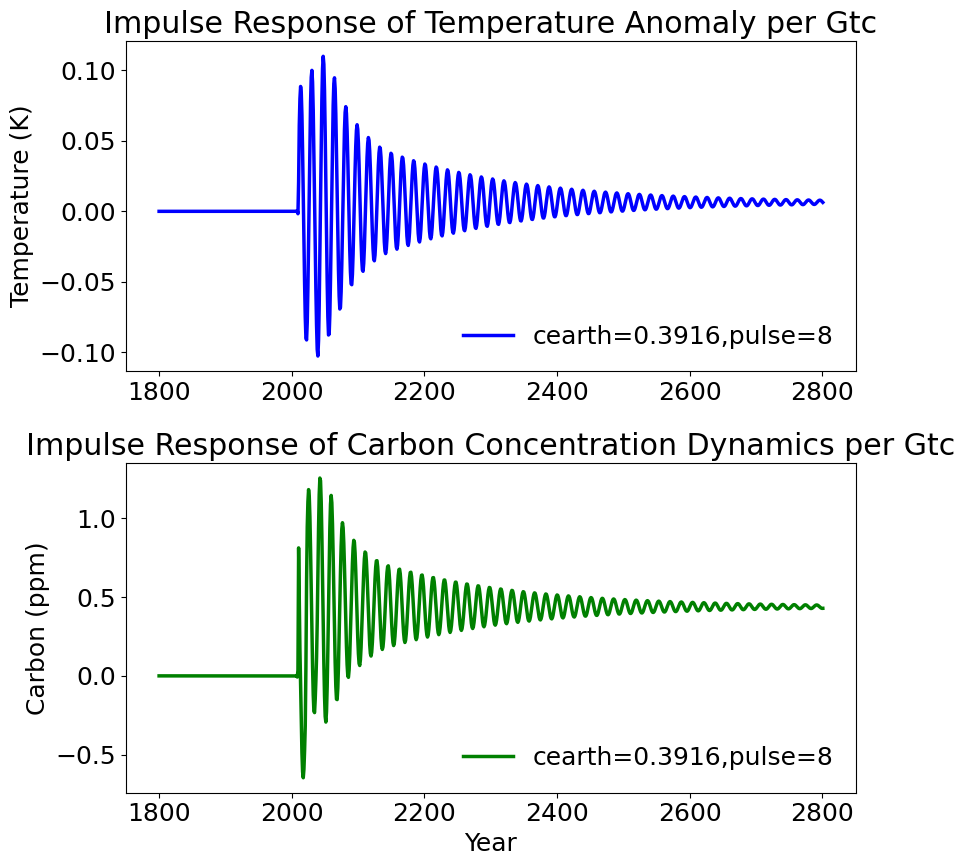 Impulse Response of Temperature Anomaly per Gtc
Temperature (K)
0.10
0.05
0.00
−0.05
−0.10
cearth=0.3916,pulse=8
1800 2000 2200 2400 2600 2800
Impulse Response of Carbon Concentration Dynamics per Gtc
Carbon (ppm)
1.0
0.5
0.0
−0.5
cearth=0.3916,pulse=8
1800 2000 2200 2400 2600 2800
Year